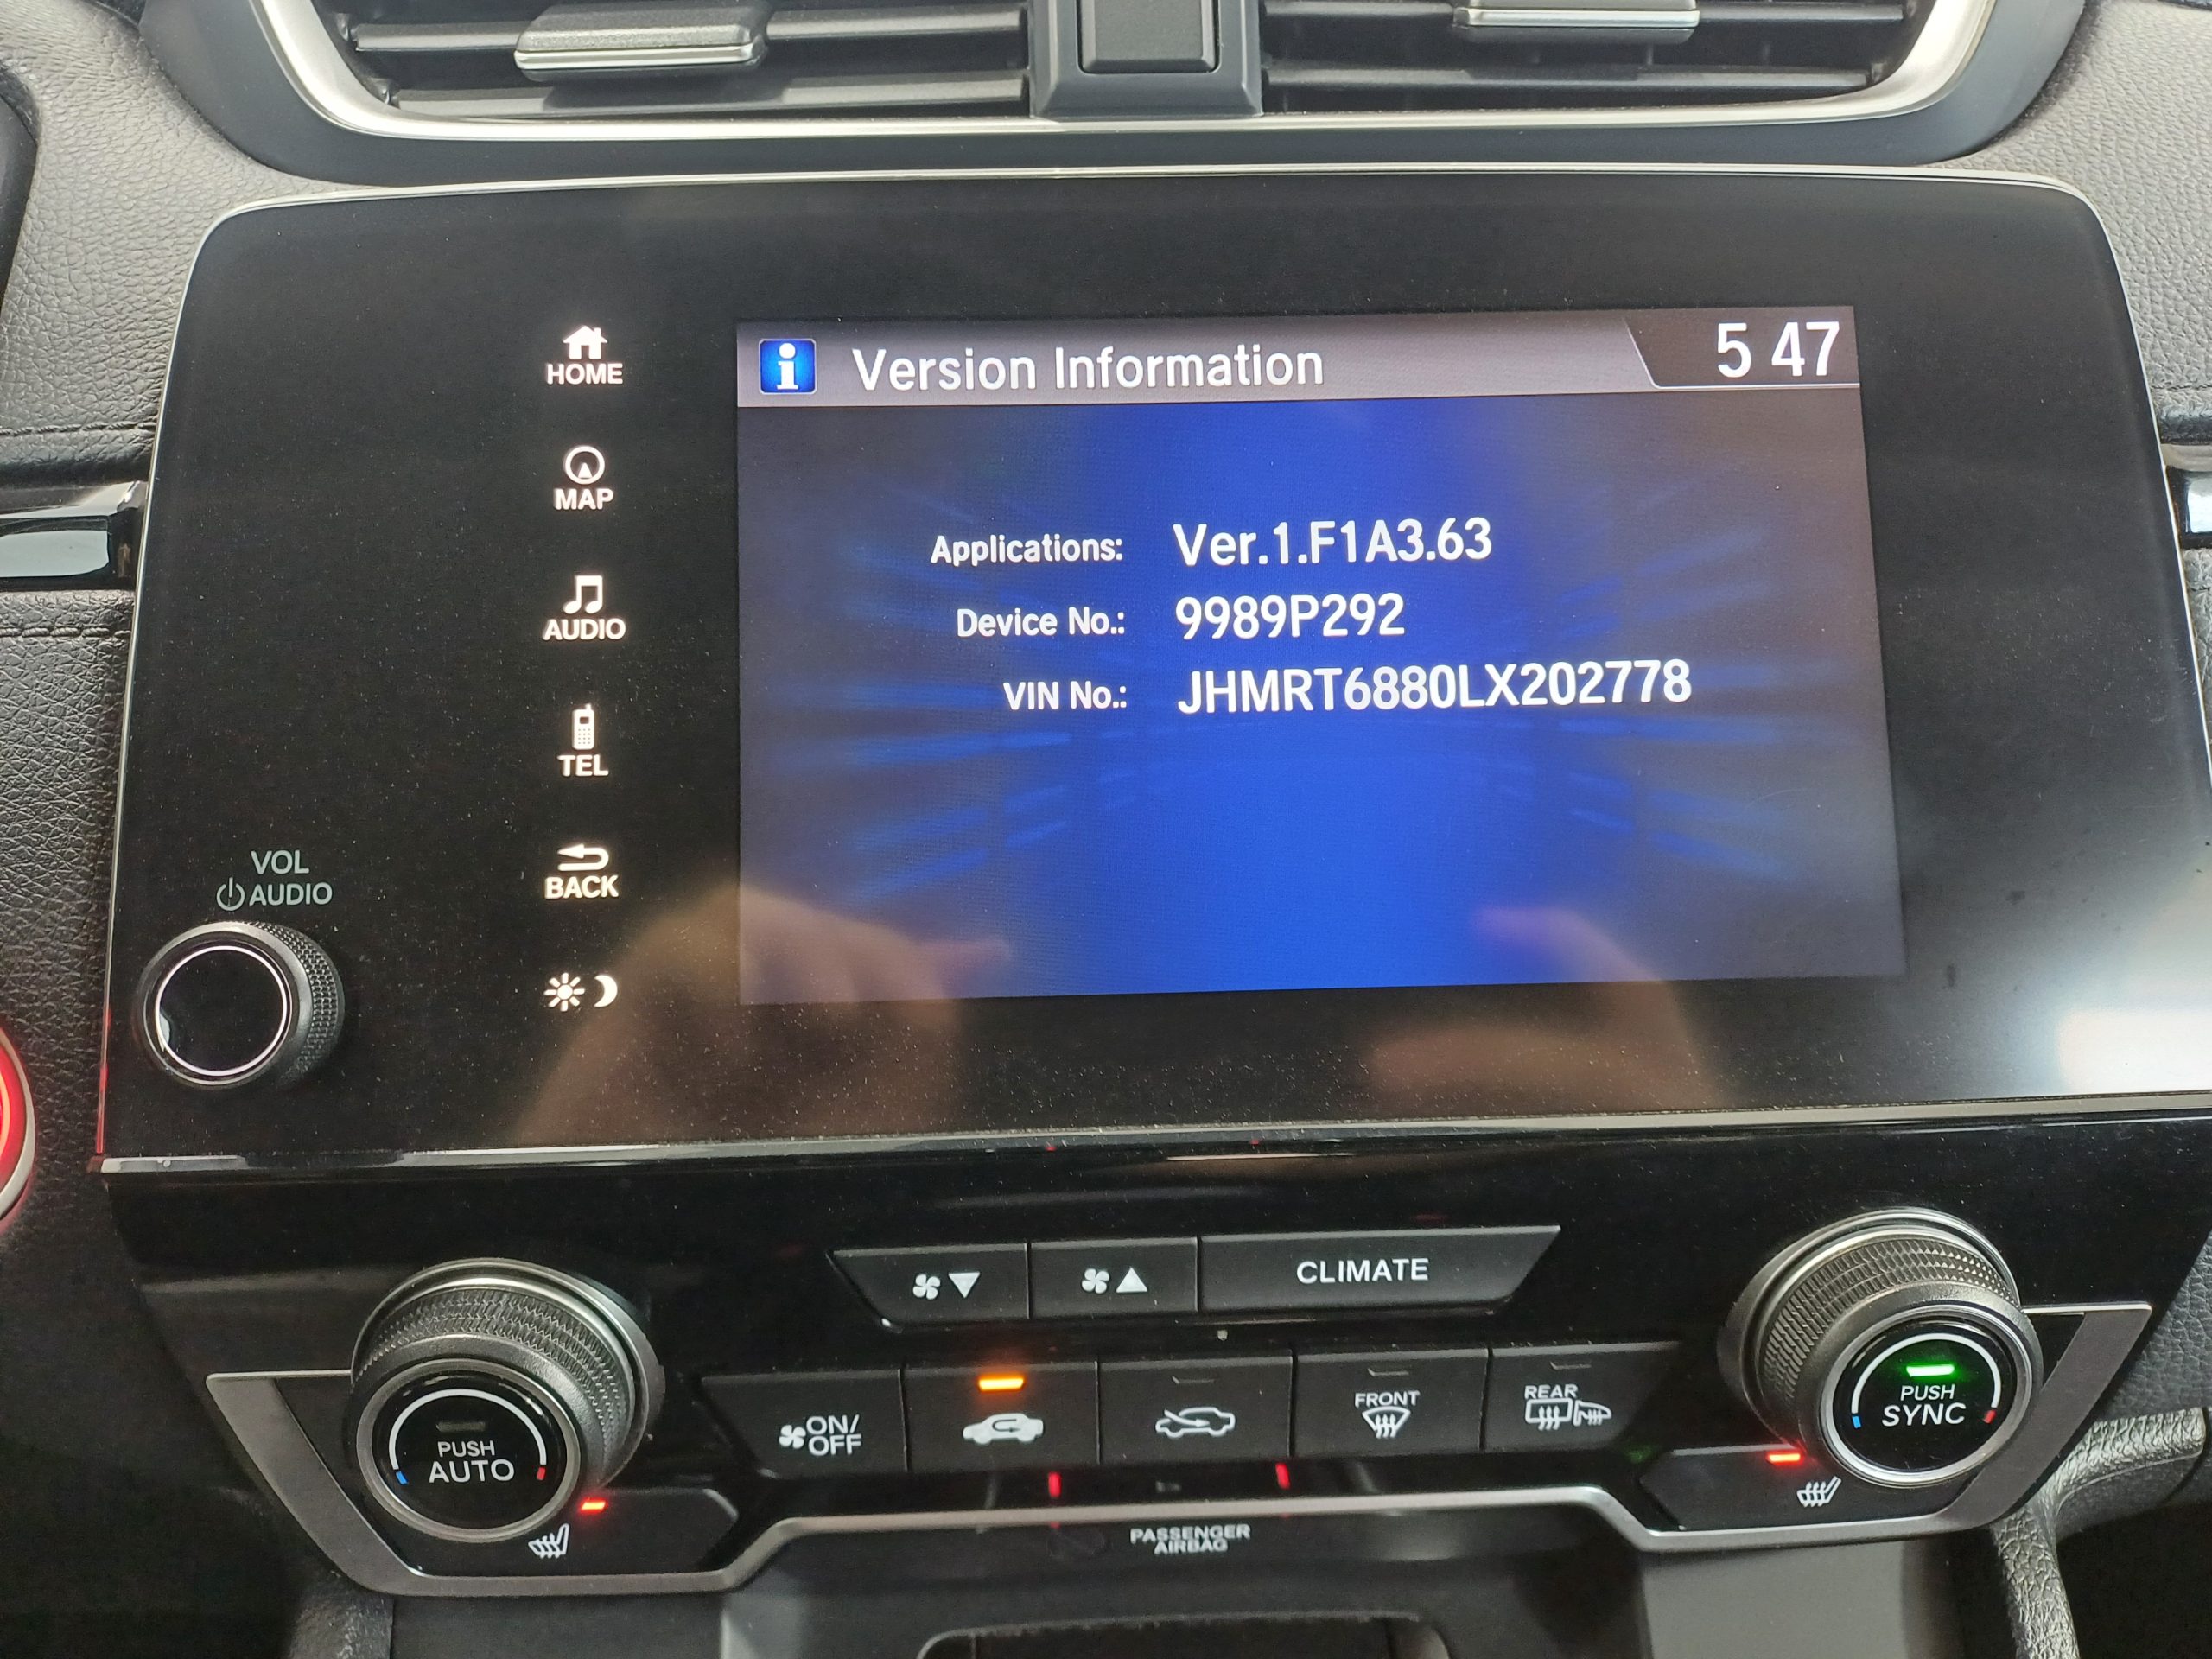 Version Information
5 47
HOME
MAP
AUDIO
TEL
BACK
Applications: Ver.1.F1A3.63
Device No.: 9989P292
VIN No.: JHMRT6880LX202778
VOL
AUDIO
CLIMATE
ON/
OFF
FRONT
REAR
PUSH
AUTO
PUSH
SYNC
PASSENGER
AIRBAG